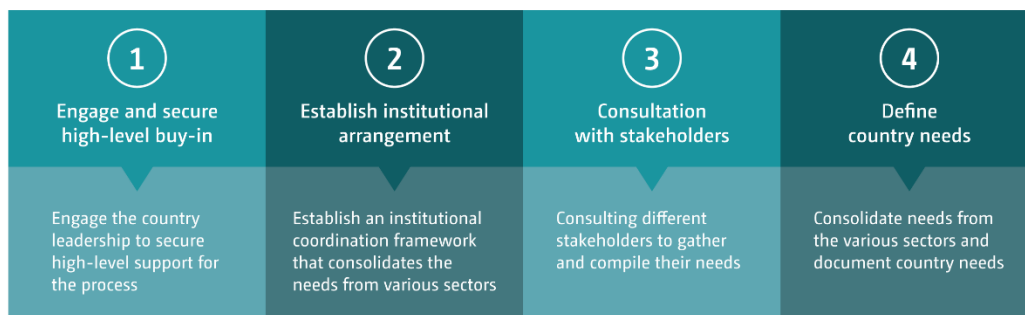 1
Engage and secure
high-level buy-in
Engage the country
leadership to secure
high-level support for
the process
2
Establish institutional
arrangement
Establish an institutional
coordination framework
that consolidates the
needs from various sectors
3
Consultation
with stakeholders
Consulting different
stakeholders to gather
and compile their needs
4
Define
country needs
Consolidate needs from
the various sectors and
document country needs